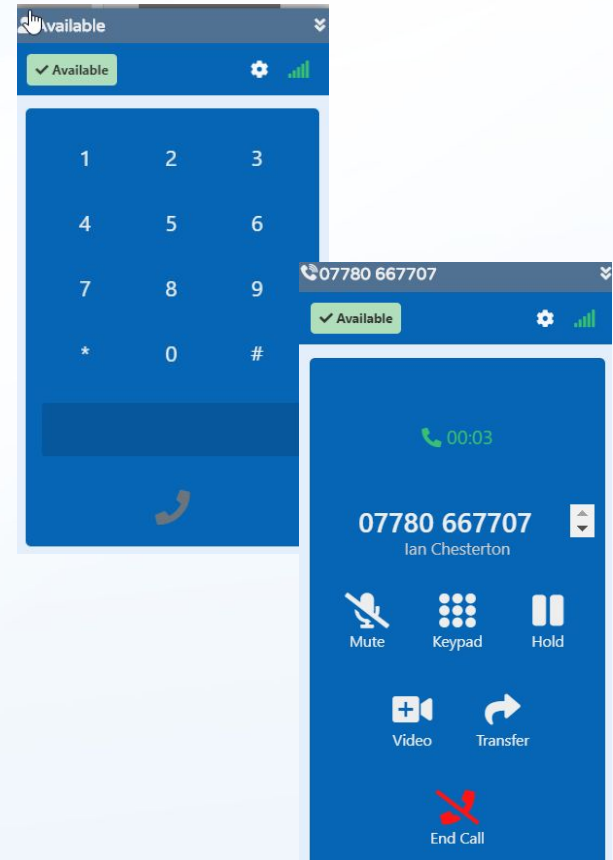 Available
Available
1 2 3
4 5 6
7 8 9
* 0 #
07780 667707
Available
00:03
07780 667707
Ian Chesterton
Mute Keypad Hold
Video Transfer
End Call